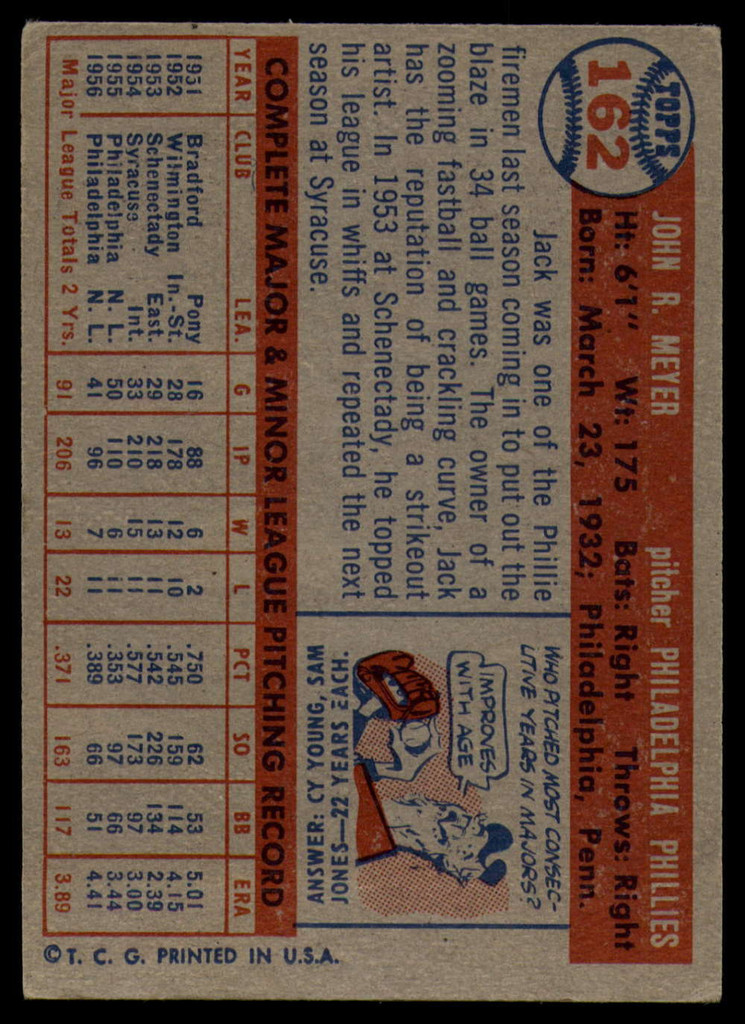 TOPPS
162
JOHN R. MEYER    pitcher PHILADELPHIA PHILLIES
Ht: 6'1"   Wt: 175   Bats: Right   Throws: Right
Born: March 23, 1932; Philadelphia, Penn.
Jack was one of the Phillie
firemen last season coming in to put out the
blaze in 34 ball games. The owner of a
zooming fastball and crackling curve, Jack
has the reputation of being a strikeout
artist. In 1953 at Schenectady, he topped
his league in whiffs and repeated the next
season at Syracuse.
WHO PITCHED MOST CONSEC-
UTIVE YEARS IN MAJORS?
IMPROVES
WITH AGE
ANSWER: CY YOUNG, SAM
JONES—22 YEARS EACH.
COMPLETE MAJOR & MINOR LEAGUE PITCHING RECORD
YEAR CLUB LEA. G IP W L PCT SO BB ERA
1951 Bradford Pony 16 88 6 2 .750 62 53 5.01
1952 Wilmington In.-St. 28 178 12 10 .545 159 114 4.15
1953 Schenectady East. 29 218 13 11 .542 226 134 2.39
1954 Syracuse Int. 33 210 15 11 .577 173 97 3.00
1955 Philadelphia N. L. 50 110 6 11 .353 97 66 3.44
1956 Philadelphia N. L. 41 96 7 11 .389 66 51 4.41
Major League Totals 2 Yrs. 91 206 13 22 .371 163 117 3.89
© T. C. G. PRINTED IN U.S.A.